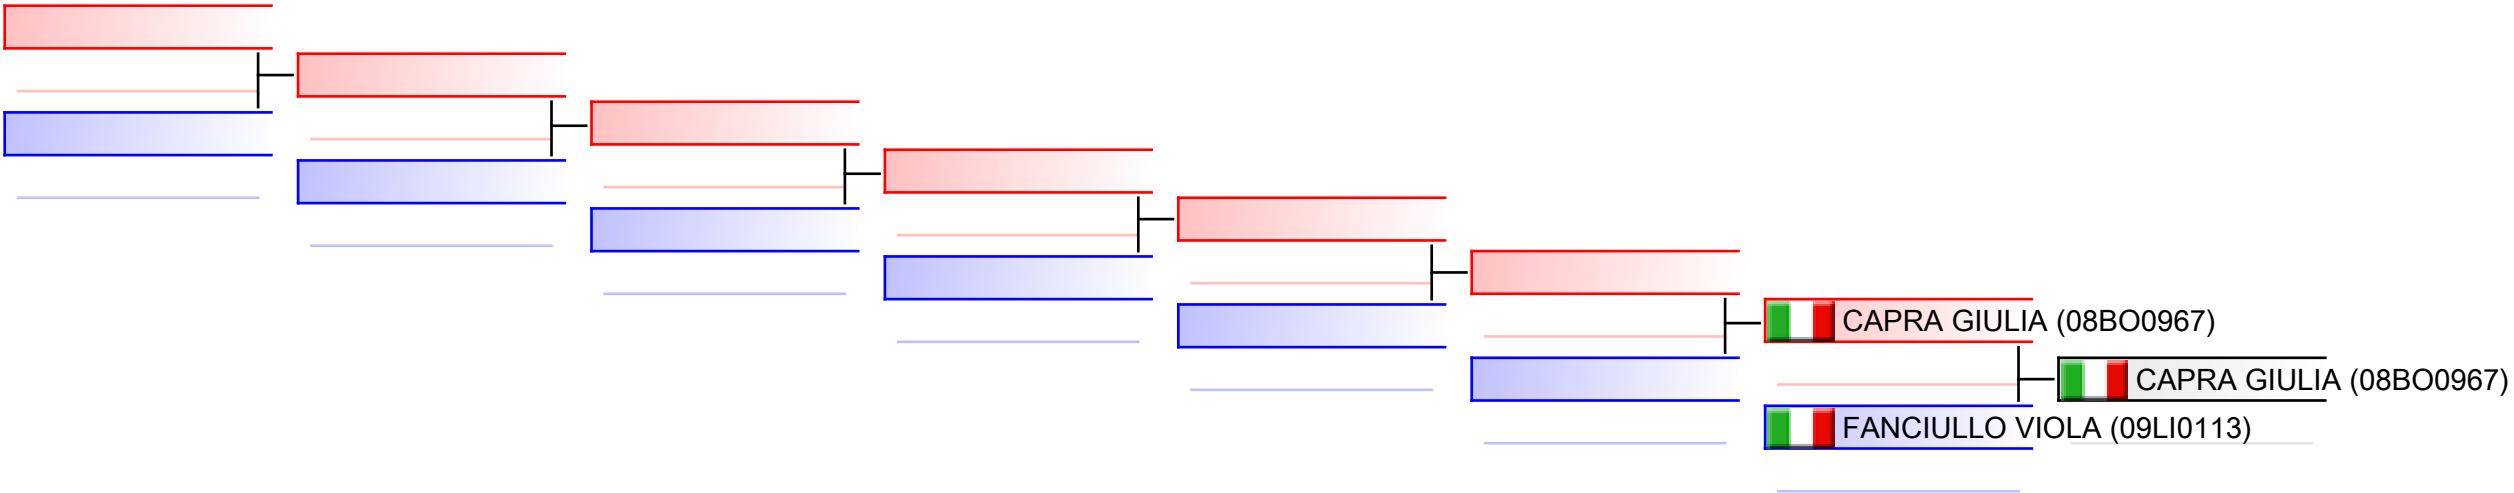 CAPRA GIULIA (08BO0967)
CAPRA GIULIA (08BO0967)
FANCIULLO VIOLA (09LI0113)